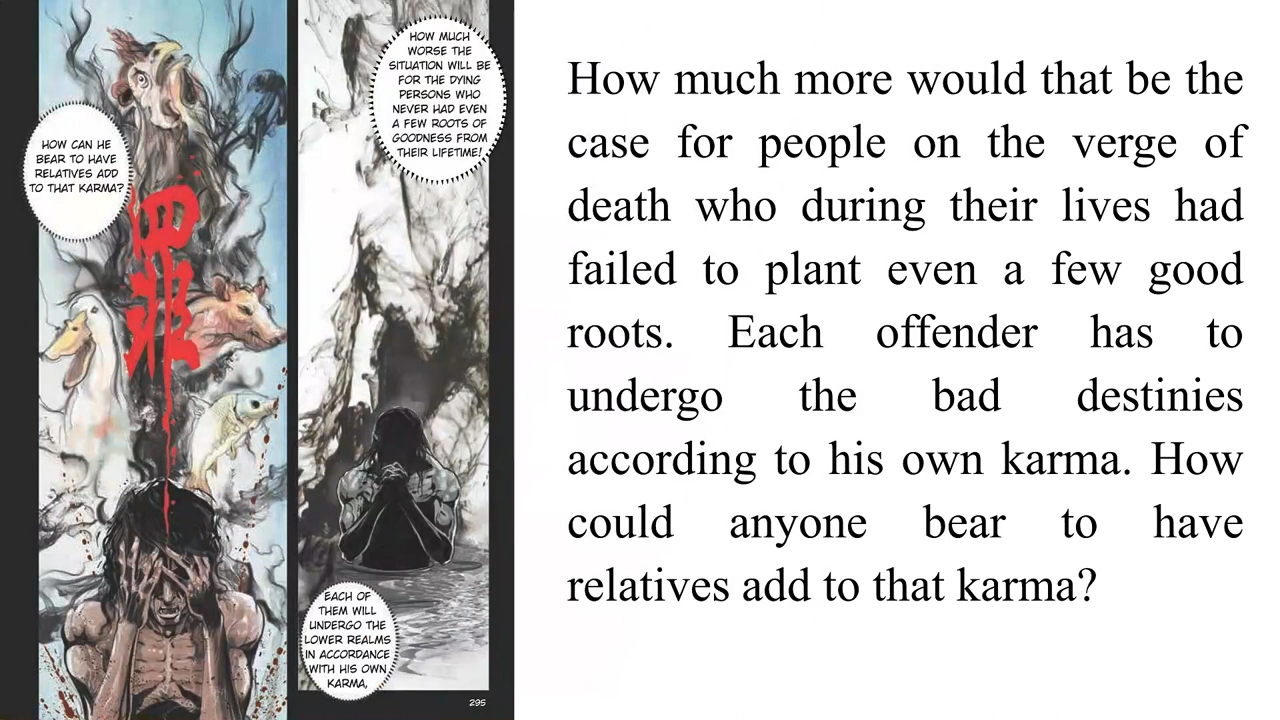 HOW MUCH
WORSE THE
SITUATION WILL BE
FOR THE DYING
PERSONS WHO
NEVER HAD EVEN
A FEW ROOTS OF
GOODNESS FROM
THEIR LIFETIME!
EACH OF
THEM WILL
UNDERGO THE
LOWER REALMS
IN ACCORDANCE
WITH HIS OWN
KARMA,
HOW CAN HE
BEAR TO HAVE
RELATIVES ADD
TO THAT KARMA?
罪
295
How much more would that be the
case for people on the verge of
death who during their lives had
failed to plant even a few good
roots. Each offender has to
undergo the bad destinies
according to his own karma. How
could anyone bear to have
relatives add to that karma?